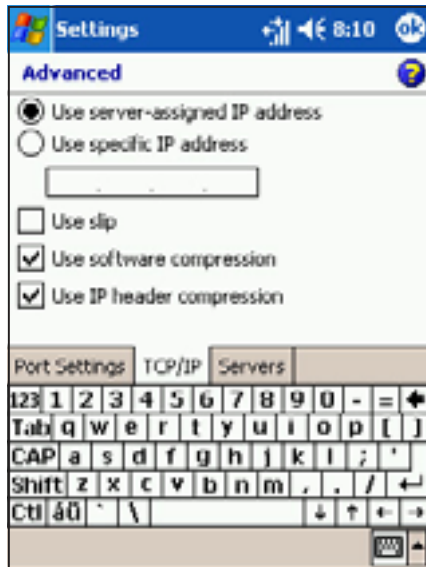 Settings 8:10 ok
Advanced ?
Use server-assigned IP address
Use specific IP address
. . .
Use slip
Use software compression
Use IP header compression
Port Settings TCP/IP Servers
123 1 2 3 4 5 6 7 8 9 0 - =
Tab q w e r t y u i o p [ ]
CAP a s d f g h j k l ; '
Shift z x c v b n m , . /
Ctl áü ` \